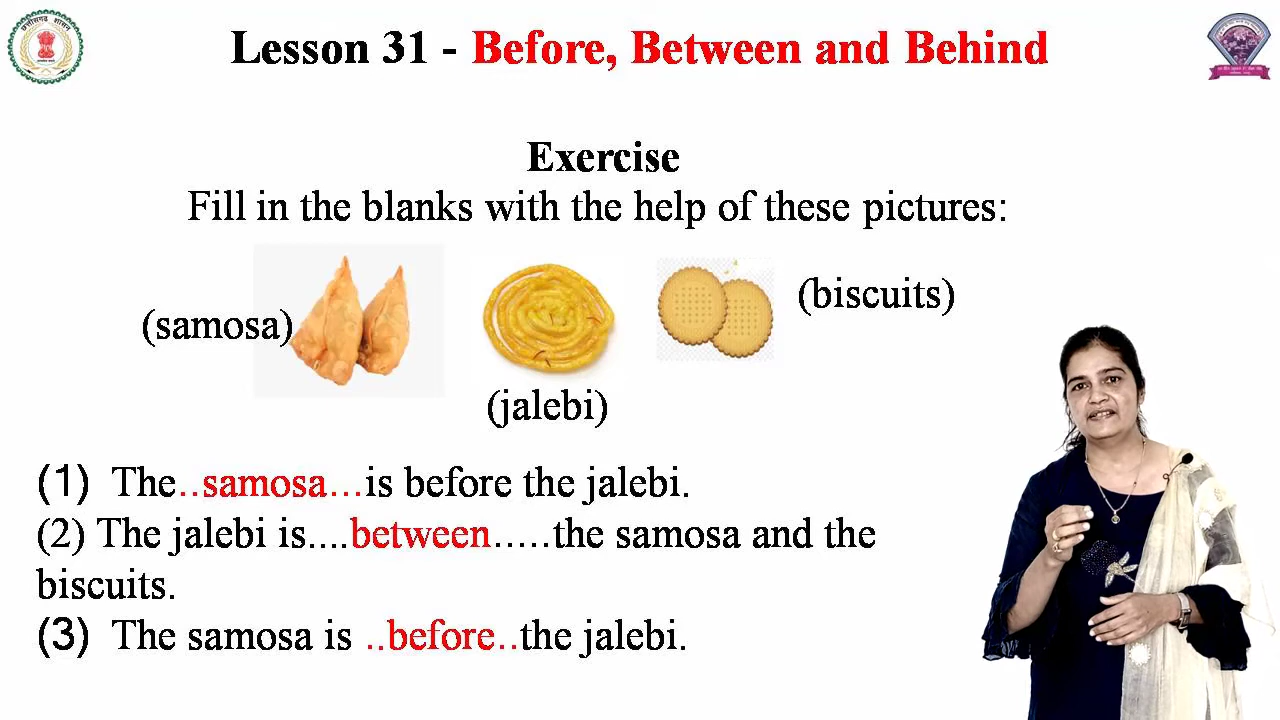 Lesson 31 - Before, Between and Behind
Exercise
Fill in the blanks with the help of these pictures:
(samosa)
(biscuits)
(jalebi)
(1) The..samosa...is before the jalebi.
(2) The jalebi is....between.....the samosa and the
biscuits.
(3) The samosa is ..before..the jalebi.